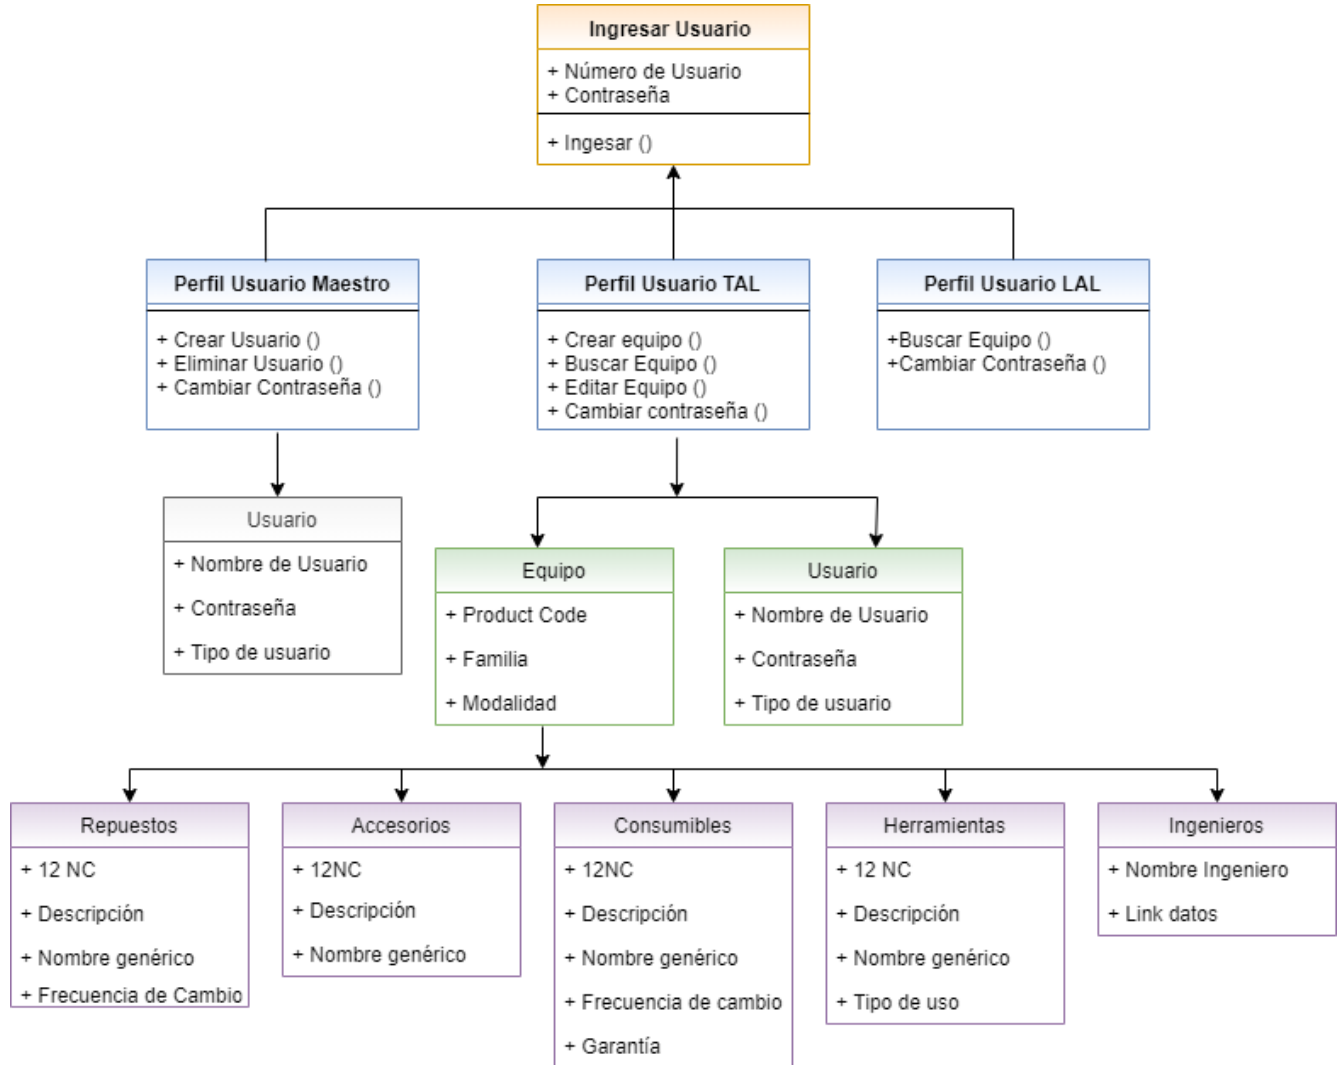 Ingresar Usuario
+ Número de Usuario
+ Contraseña
+ Ingesar ()
Perfil Usuario Maestro
+ Crear Usuario ()
+ Eliminar Usuario ()
+ Cambiar Contraseña ()
Perfil Usuario TAL
+ Crear equipo ()
+ Buscar Equipo ()
+ Editar Equipo ()
+ Cambiar contraseña ()
Perfil Usuario LAL
+Buscar Equipo ()
+Cambiar Contraseña ()
Usuario
+ Nombre de Usuario
+ Contraseña
+ Tipo de usuario
Equipo
+ Product Code
+ Familia
+ Modalidad
Usuario
+ Nombre de Usuario
+ Contraseña
+ Tipo de usuario
Repuestos
+ 12 NC
+ Descripción
+ Nombre genérico
+ Frecuencia de Cambio
Accesorios
+ 12NC
+ Descripción
+ Nombre genérico
Consumibles
+ 12NC
+ Descripción
+ Nombre genérico
+ Frecuencia de cambio
+ Garantía
Herramientas
+ 12 NC
+ Descripción
+ Nombre genérico
+ Tipo de uso
Ingenieros
+ Nombre Ingeniero
+ Link datos